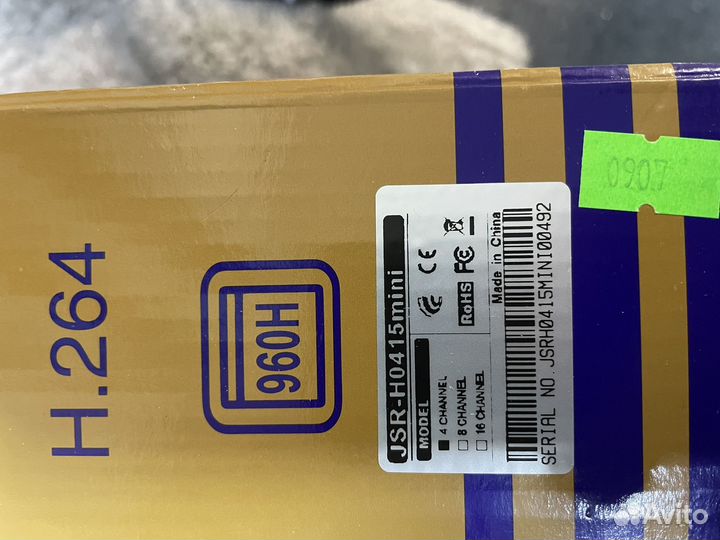 H.264
960H
JSR-H0415mini
MODEL
4 CHANNEL
8 CHANNEL
16 CHANNEL
CE
RoHS FC
Made in China
SERIAL NO.JSRH0415MINI00492
0907
Avito